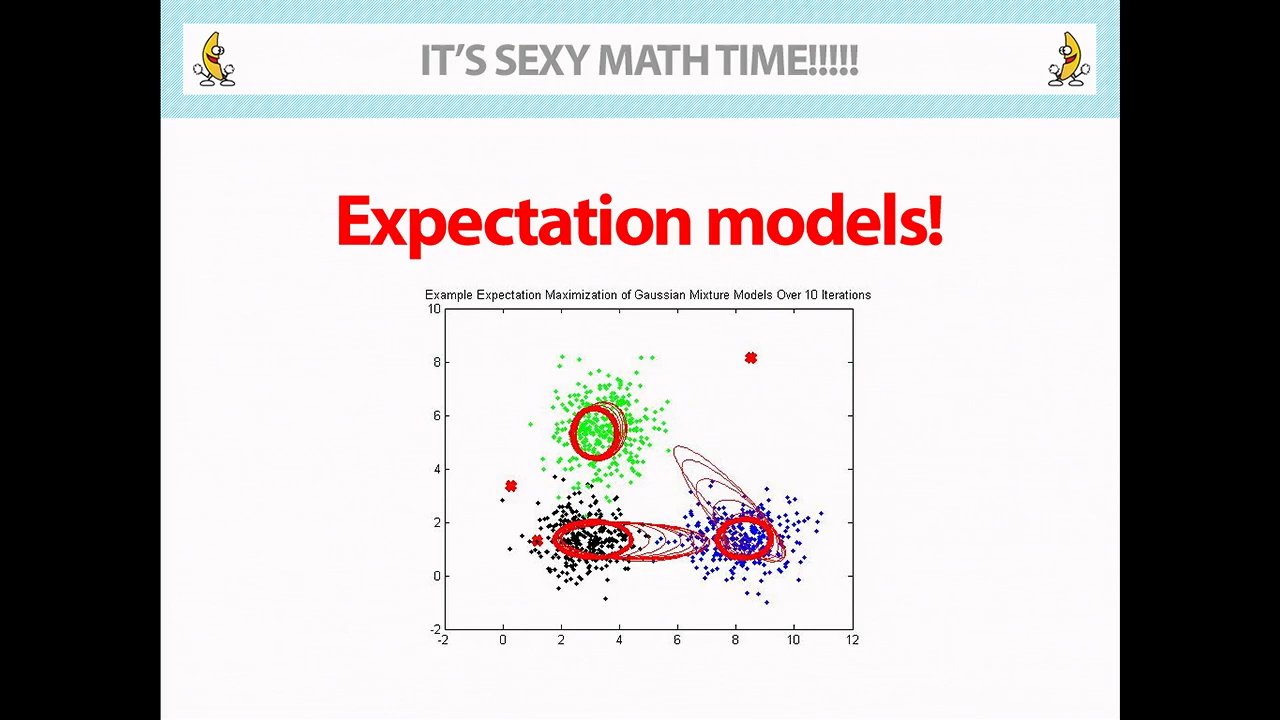 IT'S SEXY MATH TIME!!!!!
Expectation models!
Example Expectation Maximization of Gaussian Mixture Models Over 10 Iterations
10
8
6
4
2
0
-2
-2 0 2 4 6 8 10 12